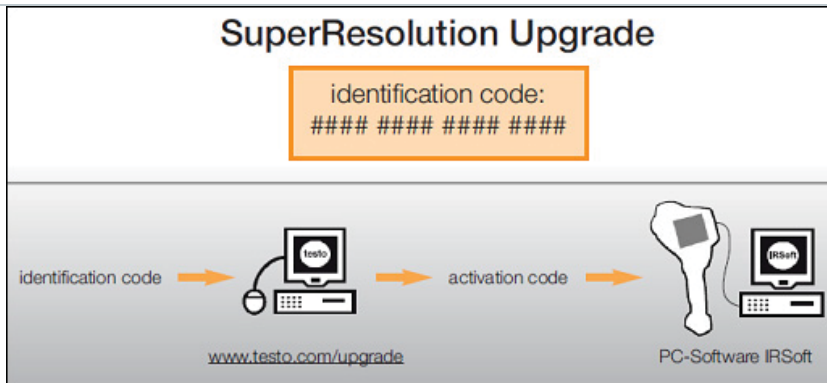 SuperResolution Upgrade
identification code:
#### #### #### ####
identification code
testo
activation code
IRSoft
www.testo.com/upgrade
PC-Software IRSoft